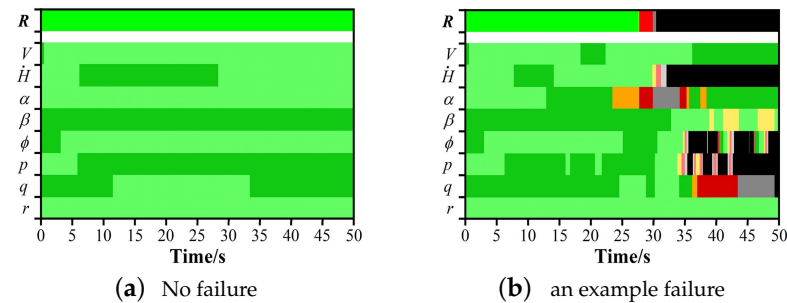 R
V
Ḣ
α
β
ϕ
p
q
r
0 5 10 15 20 25 30 35 40 45 50
Time/s
(a) No failure
R
V
Ḣ
α
β
ϕ
p
q
r
0 5 10 15 20 25 30 35 40 45 50
Time/s
(b) an example failure